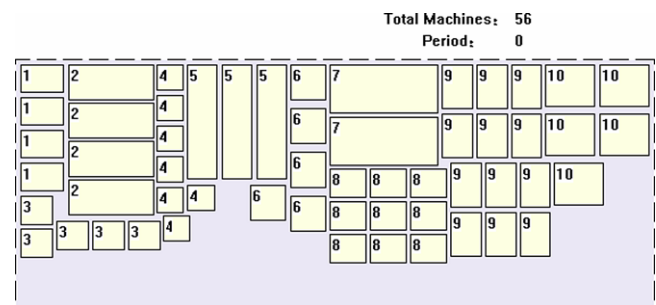 Total Machines: 56
Period: 0
1 2 4 5 5 5 6 7 9 9 9 10 10
1 2 4 6 7 9 9 9 10 10
1 2 4 6
1 2 4 4 6 8 8 8 9 9 9 10
3 4 6 8 8 8
3 3 3 3 4 8 8 8 9 9 9